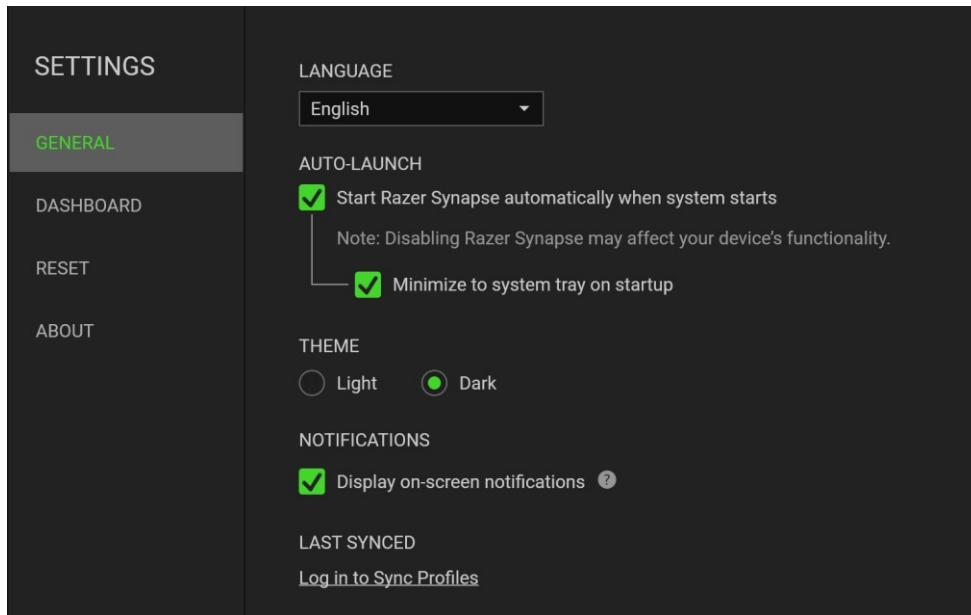 SETTINGS
GENERAL
DASHBOARD
RESET
ABOUT
LANGUAGE
English
AUTO-LAUNCH
Start Razer Synapse automatically when system starts
Note: Disabling Razer Synapse may affect your device’s functionality.
Minimize to system tray on startup
THEME
Light Dark
NOTIFICATIONS
Display on-screen notifications ?
LAST SYNCED
Log in to Sync Profiles